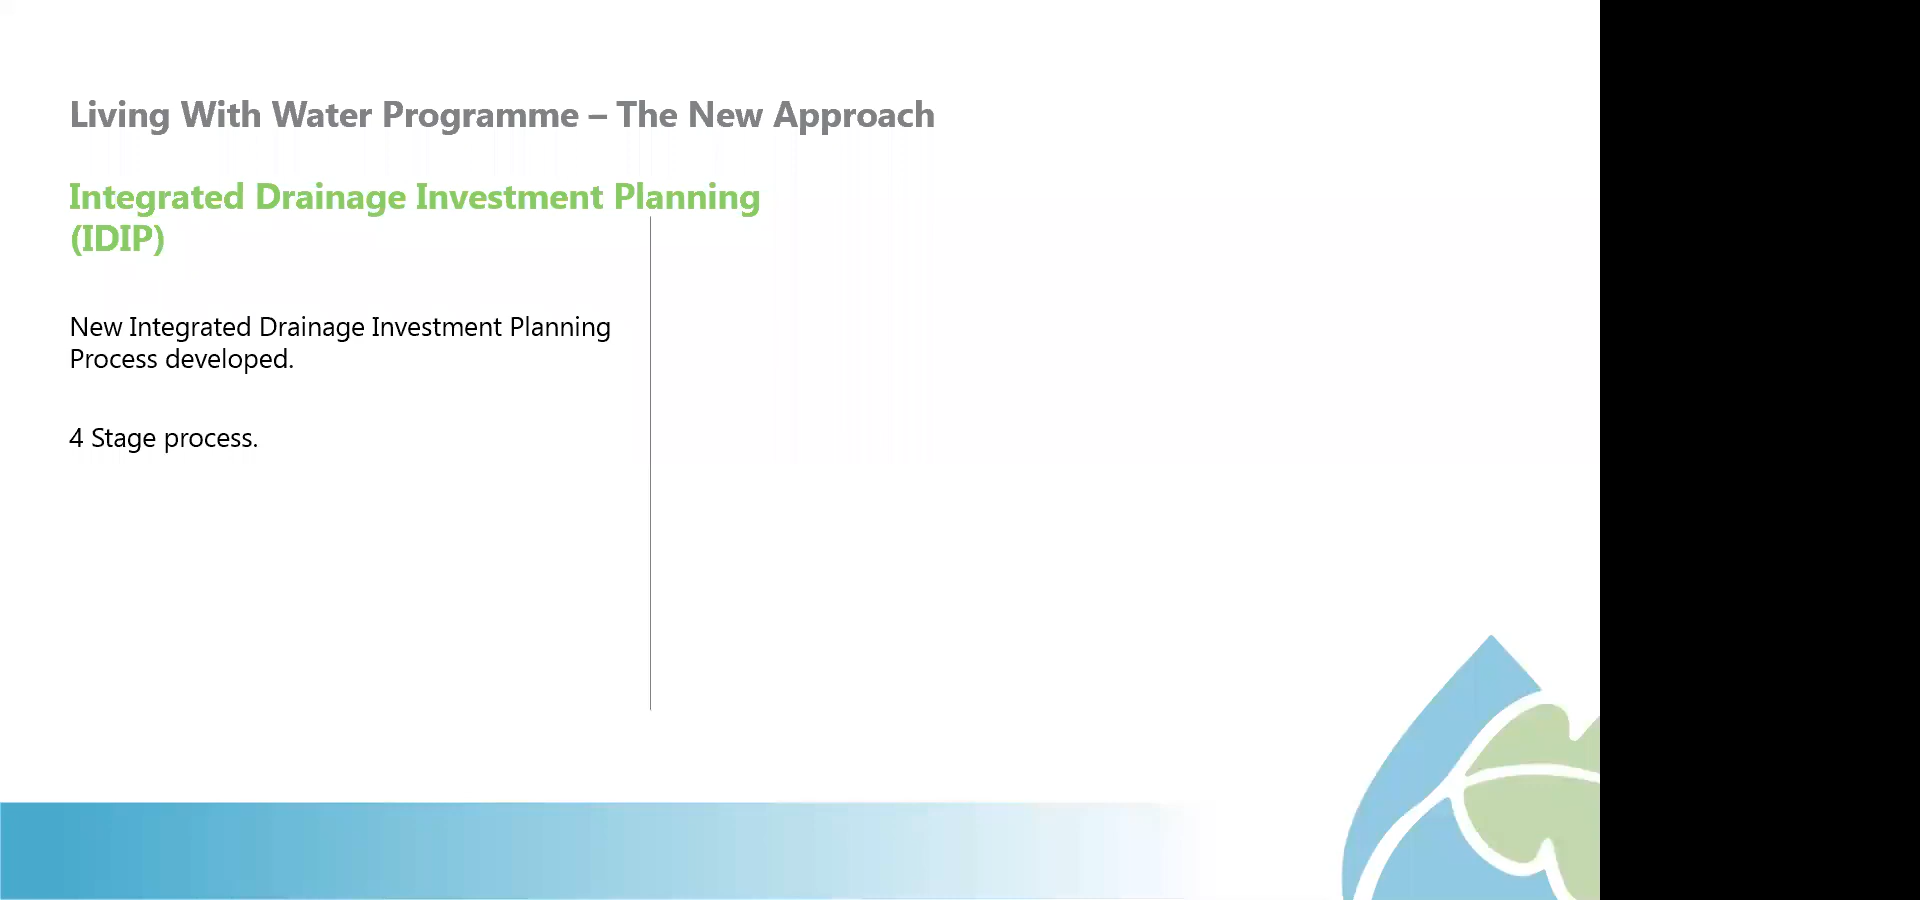 Living With Water Programme – The New Approach
Integrated Drainage Investment Planning
(IDIP)
New Integrated Drainage Investment Planning
Process developed.
4 Stage process.